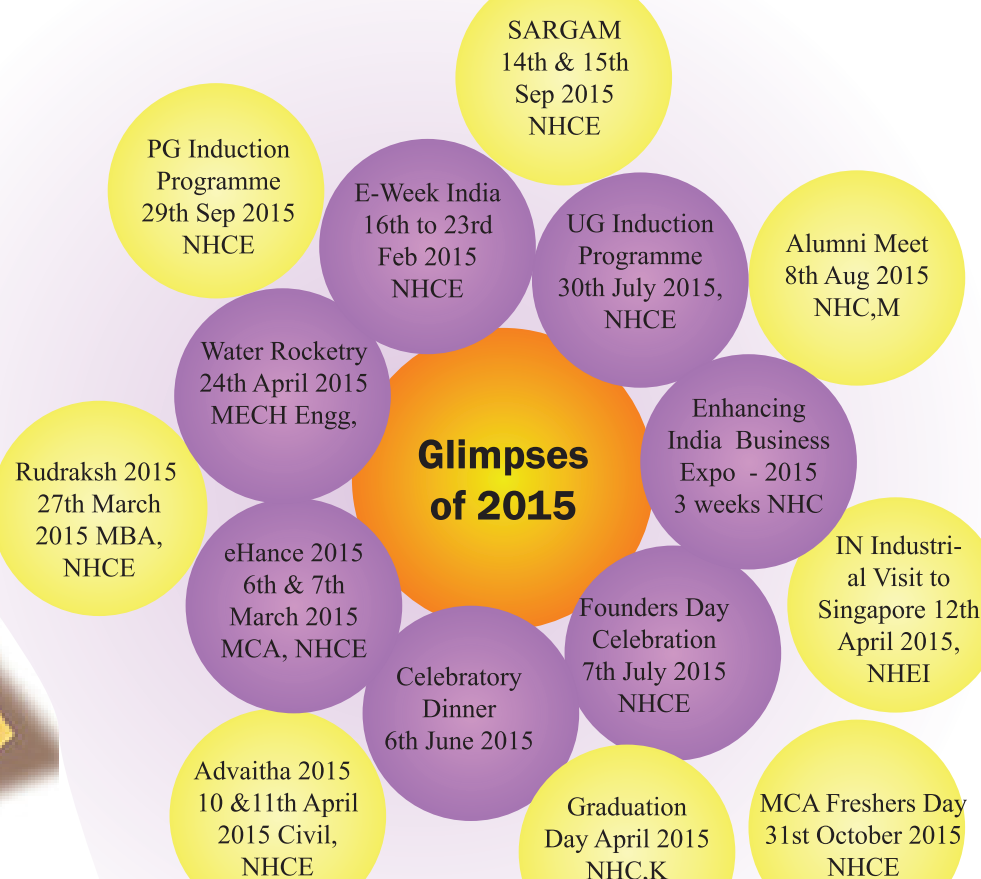 SARGAM
14th & 15th
Sep 2015
NHCE
PG Induction
Programme
29th Sep 2015
NHCE
E-Week India
16th to 23rd
Feb 2015
NHCE
UG Induction
Programme
30th July 2015,
NHCE
Alumni Meet
8th Aug 2015
NHC,M
Water Rocketry
24th April 2015
MECH Engg,
Glimpses
of 2015
Enhancing
India Business
Expo - 2015
3 weeks NHC
Rudraksh 2015
27th March
2015 MBA,
NHCE
eHance 2015
6th & 7th
March 2015
MCA, NHCE
Founders Day
Celebration
7th July 2015
NHCE
IN Industri-
al Visit to
Singapore 12th
April 2015,
NHEI
Celebratory
Dinner
6th June 2015
Advaitha 2015
10 &11th April
2015 Civil,
NHCE
Graduation
Day April 2015
NHC,K
MCA Freshers Day
31st October 2015
NHCE